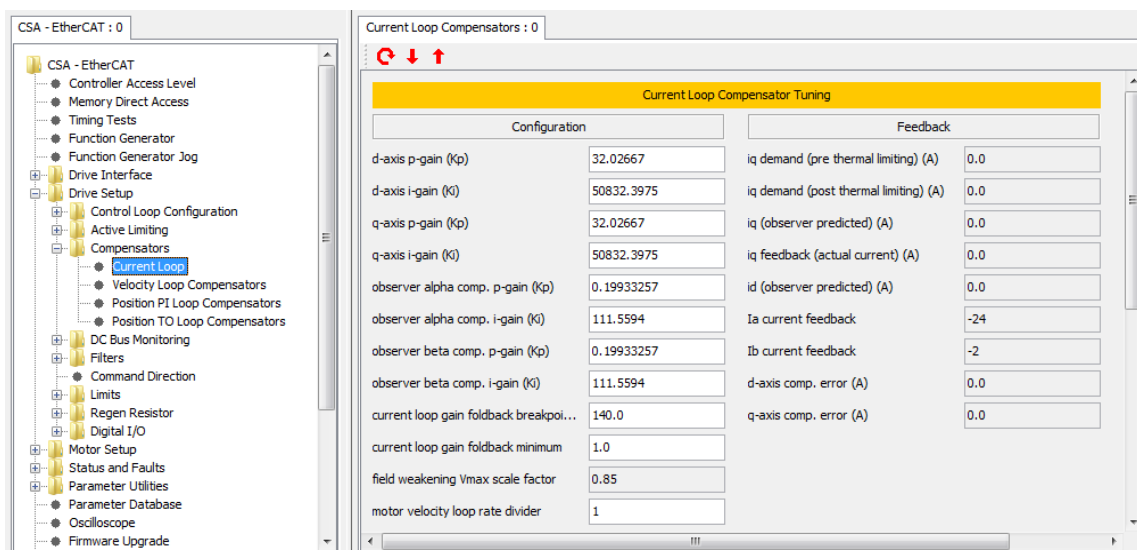 CSA - EtherCAT : 0
CSA - EtherCAT
Controller Access Level
Memory Direct Access
Timing Tests
Function Generator
Function Generator Jog
Drive Interface
Drive Setup
Control Loop Configuration
Active Limiting
Compensators
Current Loop
Velocity Loop Compensators
Position PI Loop Compensators
Position TO Loop Compensators
DC Bus Monitoring
Filters
Command Direction
Limits
Regen Resistor
Digital I/O
Motor Setup
Status and Faults
Parameter Utilities
Parameter Database
Oscilloscope
Firmware Upgrade
Current Loop Compensators : 0
Current Loop Compensator Tuning
Configuration
d-axis p-gain (Kp) 32.02667
d-axis i-gain (Ki) 50832.3975
q-axis p-gain (Kp) 32.02667
q-axis i-gain (Ki) 50832.3975
observer alpha comp. p-gain (Kp) 0.19933257
observer alpha comp. i-gain (Ki) 111.5594
observer beta comp. p-gain (Kp) 0.19933257
observer beta comp. i-gain (Ki) 111.5594
current loop gain foldback breakpoi... 140.0
current loop gain foldback minimum 1.0
field weakening Vmax scale factor 0.85
motor velocity loop rate divider 1
Feedback
iq demand (pre thermal limiting) (A) 0.0
iq demand (post thermal limiting) (A) 0.0
iq (observer predicted) (A) 0.0
iq feedback (actual current) (A) 0.0
id (observer predicted) (A) 0.0
Ia current feedback -24
Ib current feedback -2
d-axis comp. error (A) 0.0
q-axis comp. error (A) 0.0